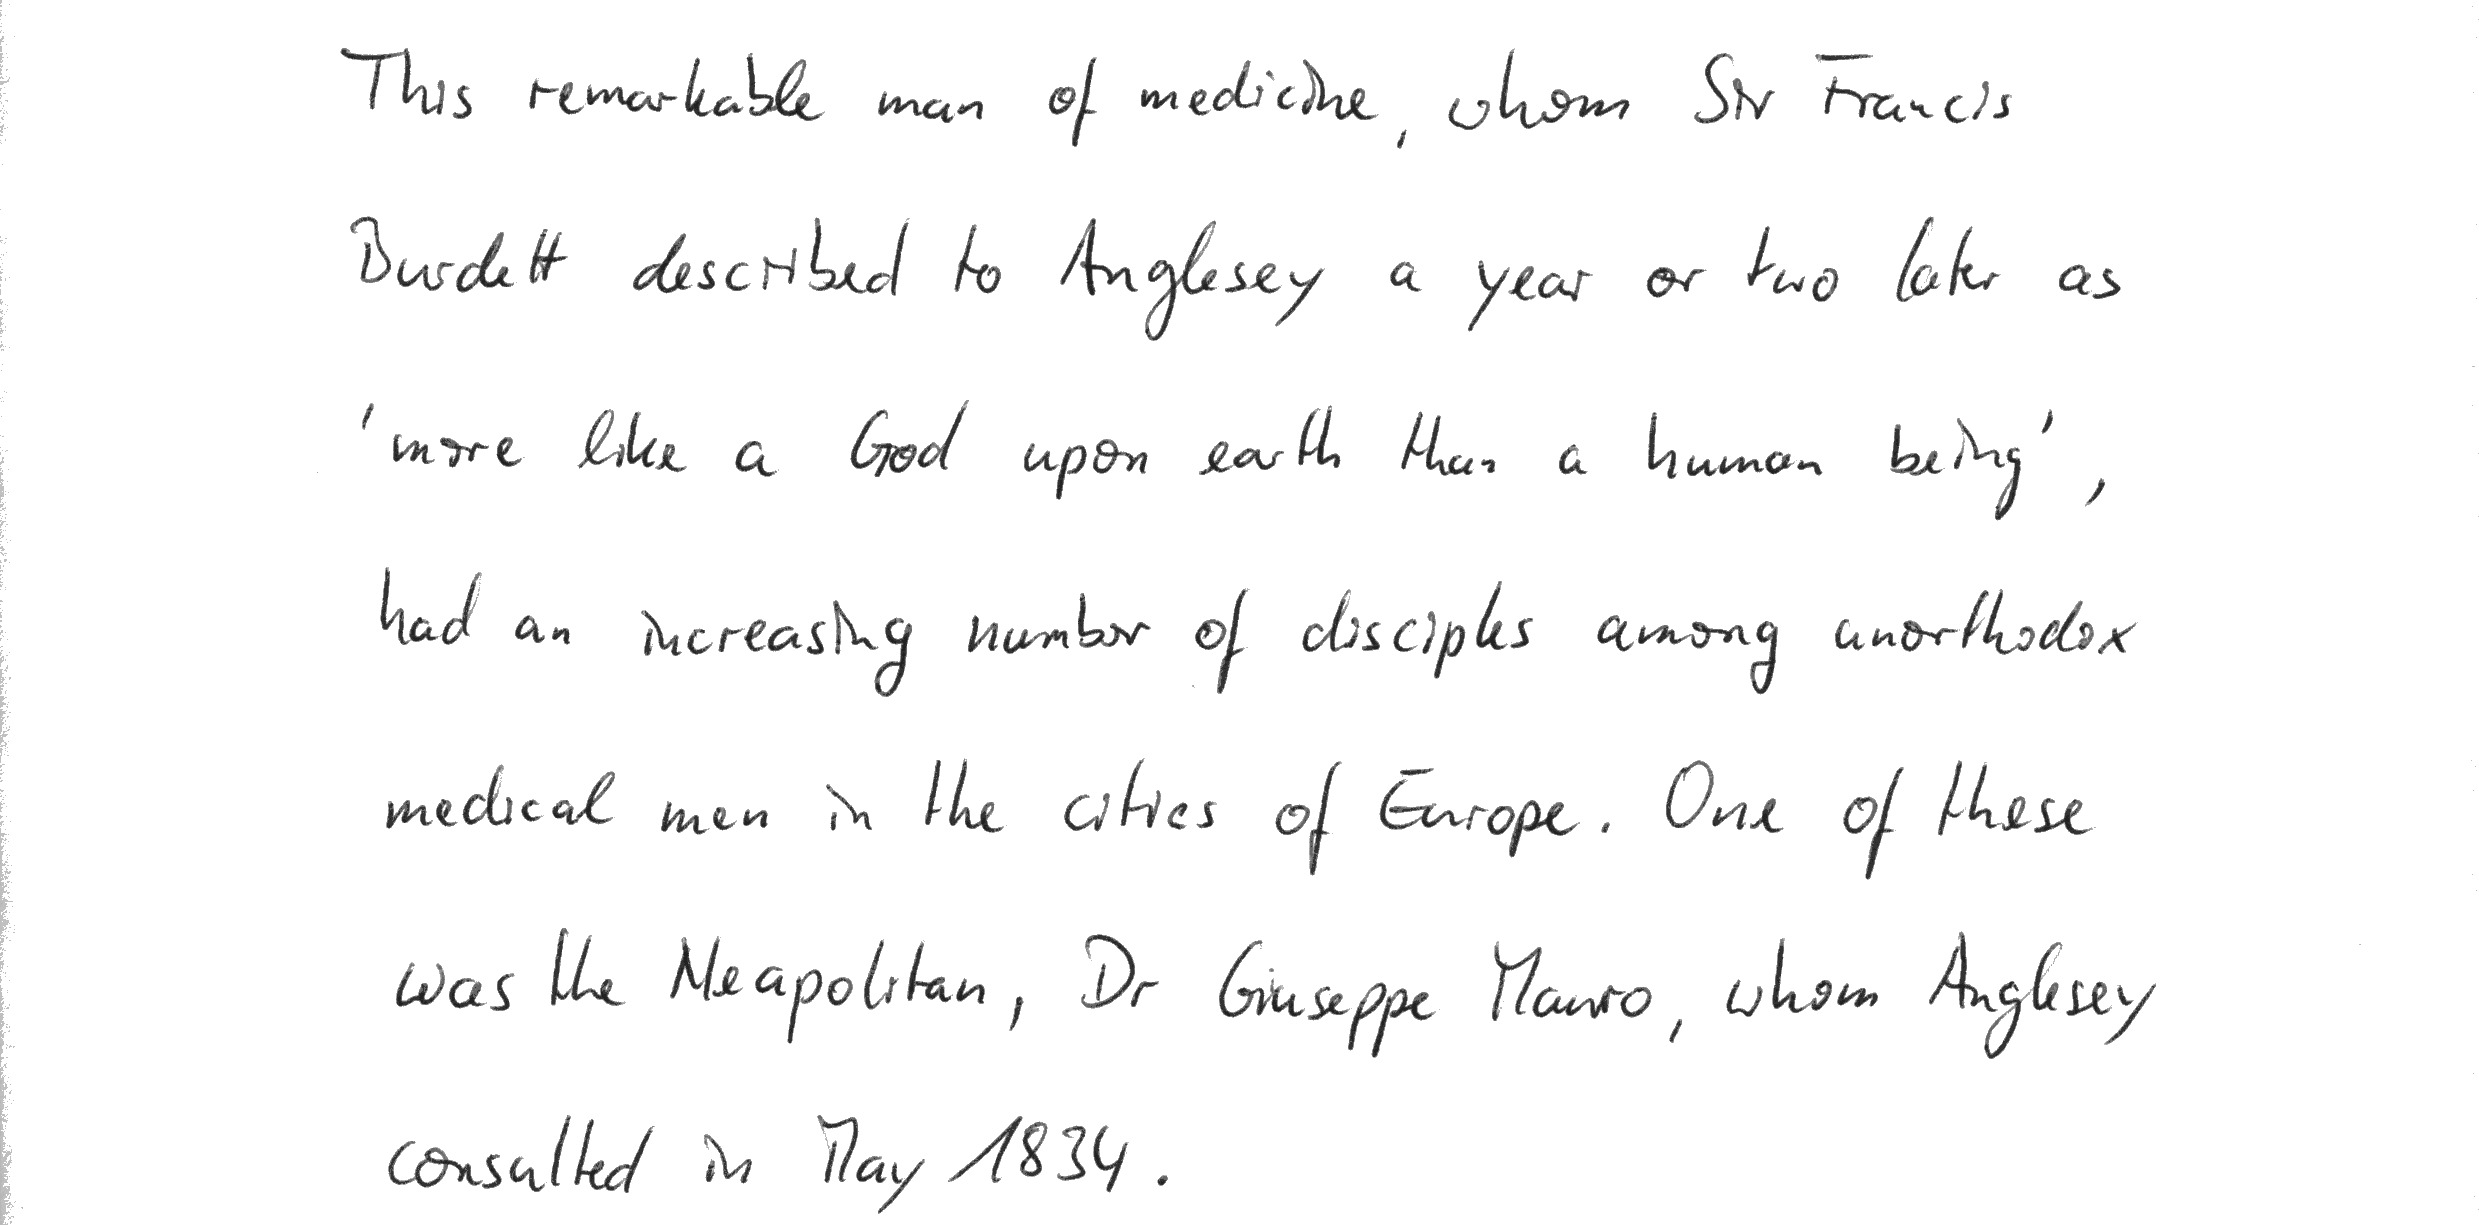 This remarkable man of medicine, whom Sir Francis
Burdett described to Anglesey a year or two later as
'more like a God upon earth than a human being',
had an increasing number of disciples among unorthodox
medical men in the cities of Europe. One of these
was the Neapolitan, Dr Giuseppe Mauro, whom Anglesey
consulted in May 1834.